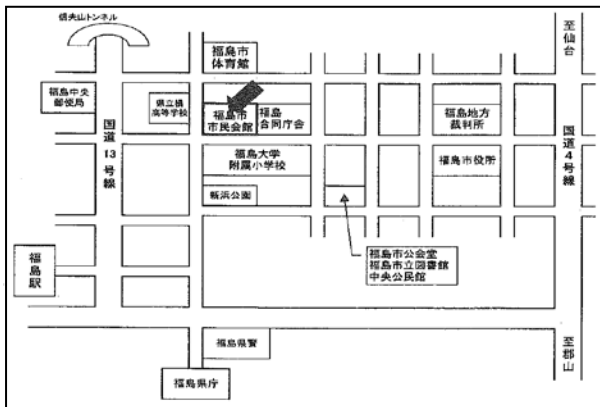 信夫山トンネル
至仙台
福島市
体育館
福島中央
郵便局
県立橘
高等学校
福島市
市民会館
福島
合同庁舎
福島地方
裁判所
国道13号線
福島大学
附属小学校
福島市役所
国道4号線
新浜公園
福島市公会堂
福島市立図書館
中央公民館
福島駅
福島県警
至郡山
福島県庁